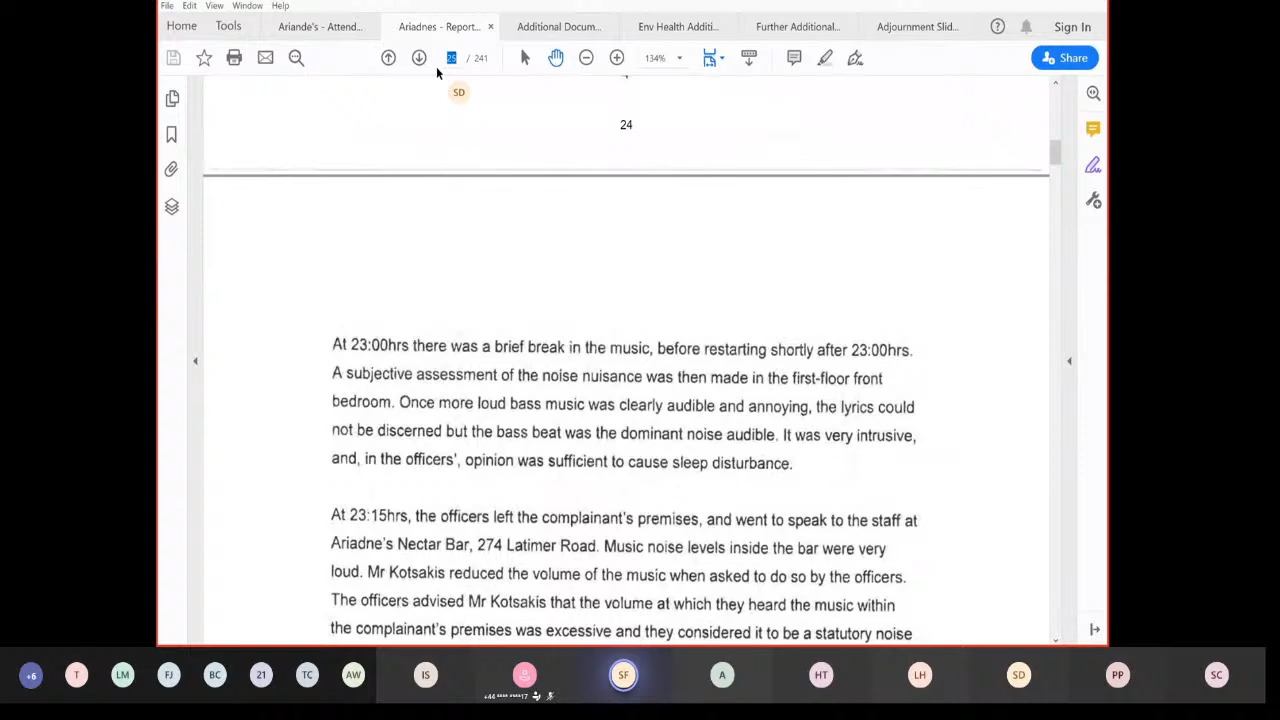 File Edit View Window Help
Home Tools Ariande's - Attend... Ariadnes - Report... × Additional Docum... Env Health Additi... Further Additional... Adjournment Slid... Sign In
25 / 241 134% Share
SD
24
At 23:00hrs there was a brief break in the music, before restarting shortly after 23:00hrs.
A subjective assessment of the noise nuisance was then made in the first-floor front
bedroom. Once more loud bass music was clearly audible and annoying, the lyrics could
not be discerned but the bass beat was the dominant noise audible. It was very intrusive,
and, in the officers', opinion was sufficient to cause sleep disturbance.
At 23:15hrs, the officers left the complainant's premises, and went to speak to the staff at
Ariadne's Nectar Bar, 274 Latimer Road. Music noise levels inside the bar were very
loud. Mr Kotsakis reduced the volume of the music when asked to do so by the officers.
The officers advised Mr Kotsakis that the volume at which they heard the music within
the complainant's premises was excessive and they considered it to be a statutory noise
+6 T LM FJ BC 21 TC AW IS SF A HT LH SD PP SC
+44 **** ****17